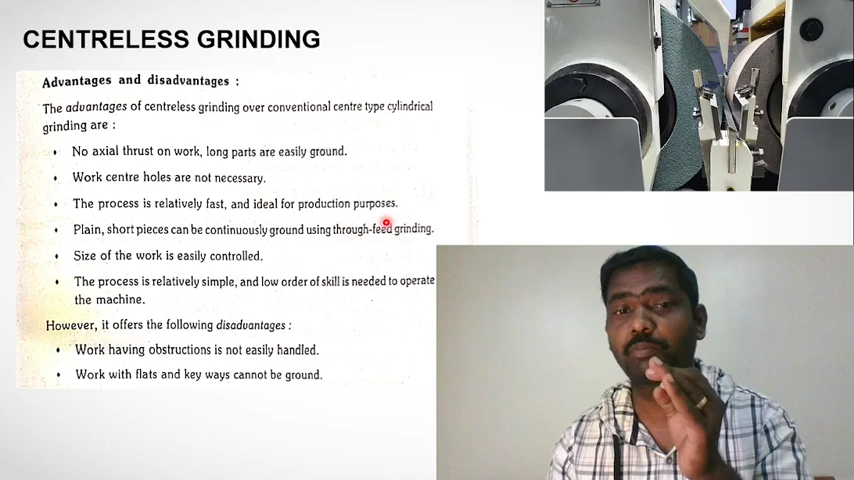 CENTRELESS GRINDING
Advantages and disadvantages :
The advantages of centreless grinding over conventional centre type cylindrical
grinding are :
• No axial thrust on work, long parts are easily ground.
• Work centre holes are not necessary.
• The process is relatively fast, and ideal for production purposes.
• Plain, short pieces can be continuously ground using through-feed grinding.
• Size of the work is easily controlled.
• The process is relatively simple, and low order of skill is needed to operate
the machine.
However, it offers the following disadvantages :
• Work having obstructions is not easily handled.
• Work with flats and key ways cannot be ground.